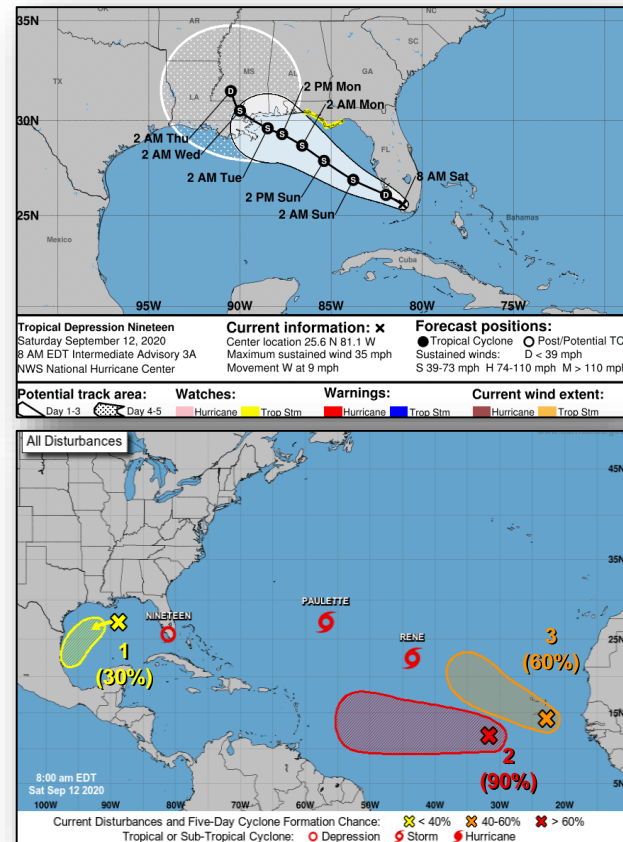 35N
30N
25N
95W 90W 85W 80W 75W
AR
NC
SC
TX
LA
MS
AL
GA
FL
Mexico
Cuba
Bahamas
2 PM Mon
2 AM Mon
2 AM Thu
2 AM Wed
2 AM Tue
8 AM Sat
2 PM Sun
2 AM Sun
D
S
S
S
S
S
S
D
Tropical Depression Nineteen
Saturday September 12, 2020
8 AM EDT Intermediate Advisory 3A
NWS National Hurricane Center
Current information: ×
Center location 25.6 N 81.1 W
Maximum sustained wind 35 mph
Movement W at 9 mph
Forecast positions:
Tropical Cyclone Post/Potential TC
Sustained winds: D < 39 mph
S 39-73 mph H 74-110 mph M > 110 mph
Potential track area:
Day 1-3 Day 4-5
Watches:
Hurricane Trop Stm
Warnings:
Hurricane Trop Stm
Current wind extent:
Hurricane Trop Stm
All Disturbances
45N
35N
25N
15N
5N
PAULETTE
NINETEEN
RENE
1
(30%)
3
(60%)
2
(90%)
8:00 am EDT
Sat Sep 12 2020
100W 90W 80W 70W 60W 50W 40W 30W 20W
Current Disturbances and Five-Day Cyclone Formation Chance: < 40% 40-60% > 60%
Tropical or Sub-Tropical Cyclone: Depression Storm Hurricane